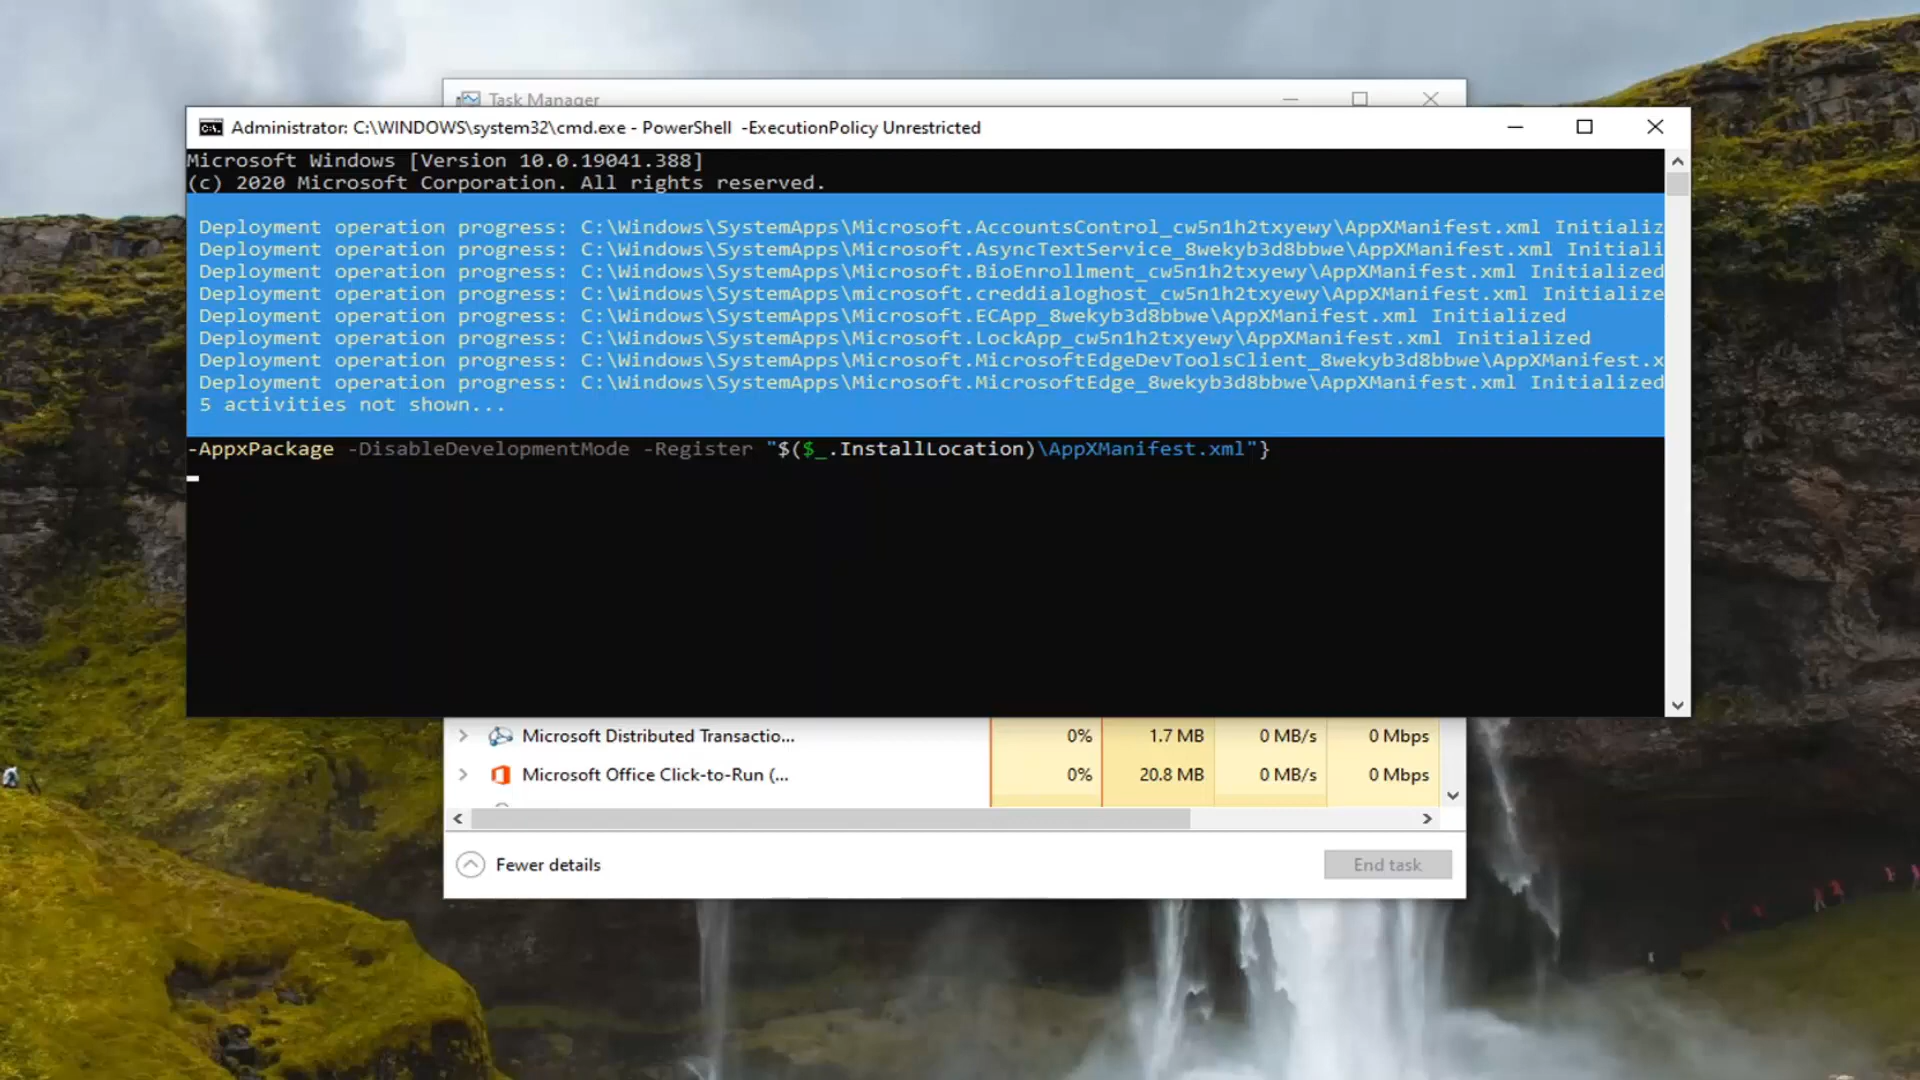 Task Manager
Administrator: C:\WINDOWS\system32\cmd.exe - PowerShell  -ExecutionPolicy Unrestricted
Microsoft Windows [Version 10.0.19041.388]
(c) 2020 Microsoft Corporation. All rights reserved.
Deployment operation progress: C:\Windows\SystemApps\Microsoft.AccountsControl_cw5n1h2txyewy\AppXManifest.xml Initializ
Deployment operation progress: C:\Windows\SystemApps\Microsoft.AsyncTextService_8wekyb3d8bbwe\AppXManifest.xml Initiali
Deployment operation progress: C:\Windows\SystemApps\Microsoft.BioEnrollment_cw5n1h2txyewy\AppXManifest.xml Initialized
Deployment operation progress: C:\Windows\SystemApps\microsoft.creddialoghost_cw5n1h2txyewy\AppXManifest.xml Initialize
Deployment operation progress: C:\Windows\SystemApps\Microsoft.ECApp_8wekyb3d8bbwe\AppXManifest.xml Initialized
Deployment operation progress: C:\Windows\SystemApps\Microsoft.LockApp_cw5n1h2txyewy\AppXManifest.xml Initialized
Deployment operation progress: C:\Windows\SystemApps\Microsoft.MicrosoftEdgeDevToolsClient_8wekyb3d8bbwe\AppXManifest.x
Deployment operation progress: C:\Windows\SystemApps\Microsoft.MicrosoftEdge_8wekyb3d8bbwe\AppXManifest.xml Initialized
5 activities not shown...
-AppxPackage -DisableDevelopmentMode -Register "$($_.InstallLocation)\AppXManifest.xml"}
Microsoft Distributed Transactio... 0% 1.7 MB 0 MB/s 0 Mbps
Microsoft Office Click-to-Run (... 0% 20.8 MB 0 MB/s 0 Mbps
Fewer details
End task